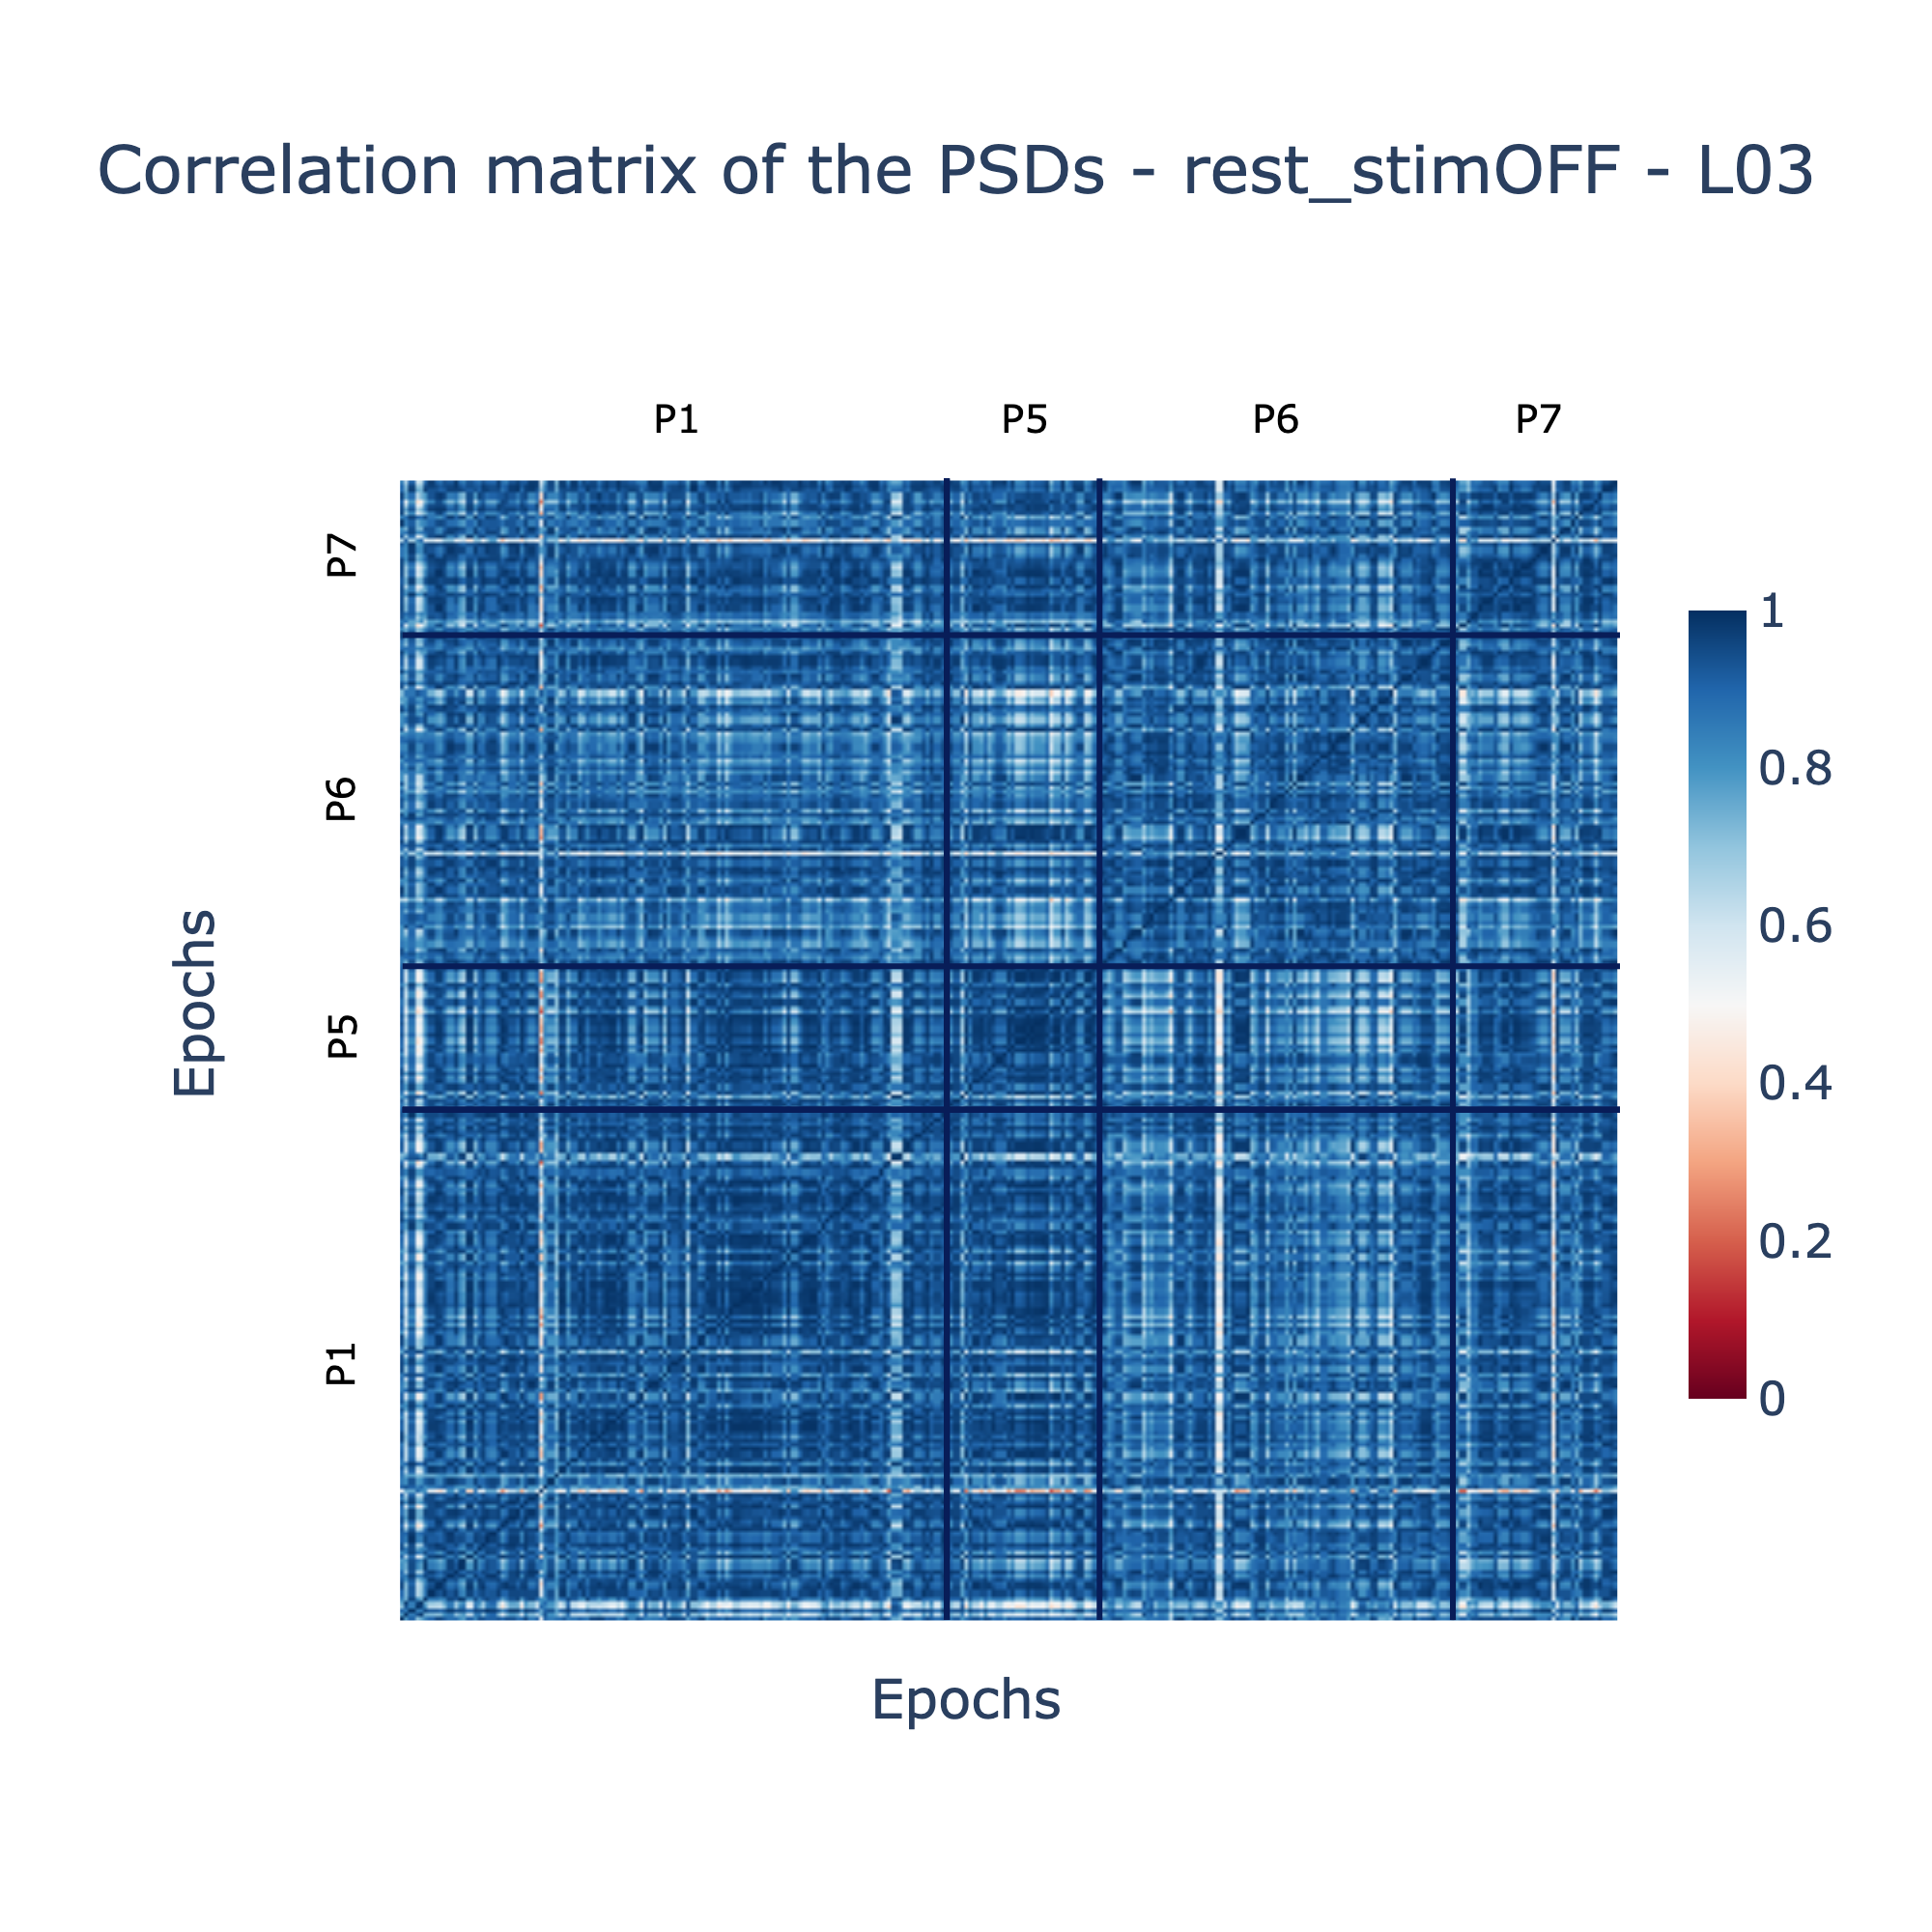 Correlation matrix of the PSDs - rest_stimOFF - L03
P1 P5 P6 P7
P7
P6
P5
P1
Epochs
Epochs
1
0.8
0.6
0.4
0.2
0